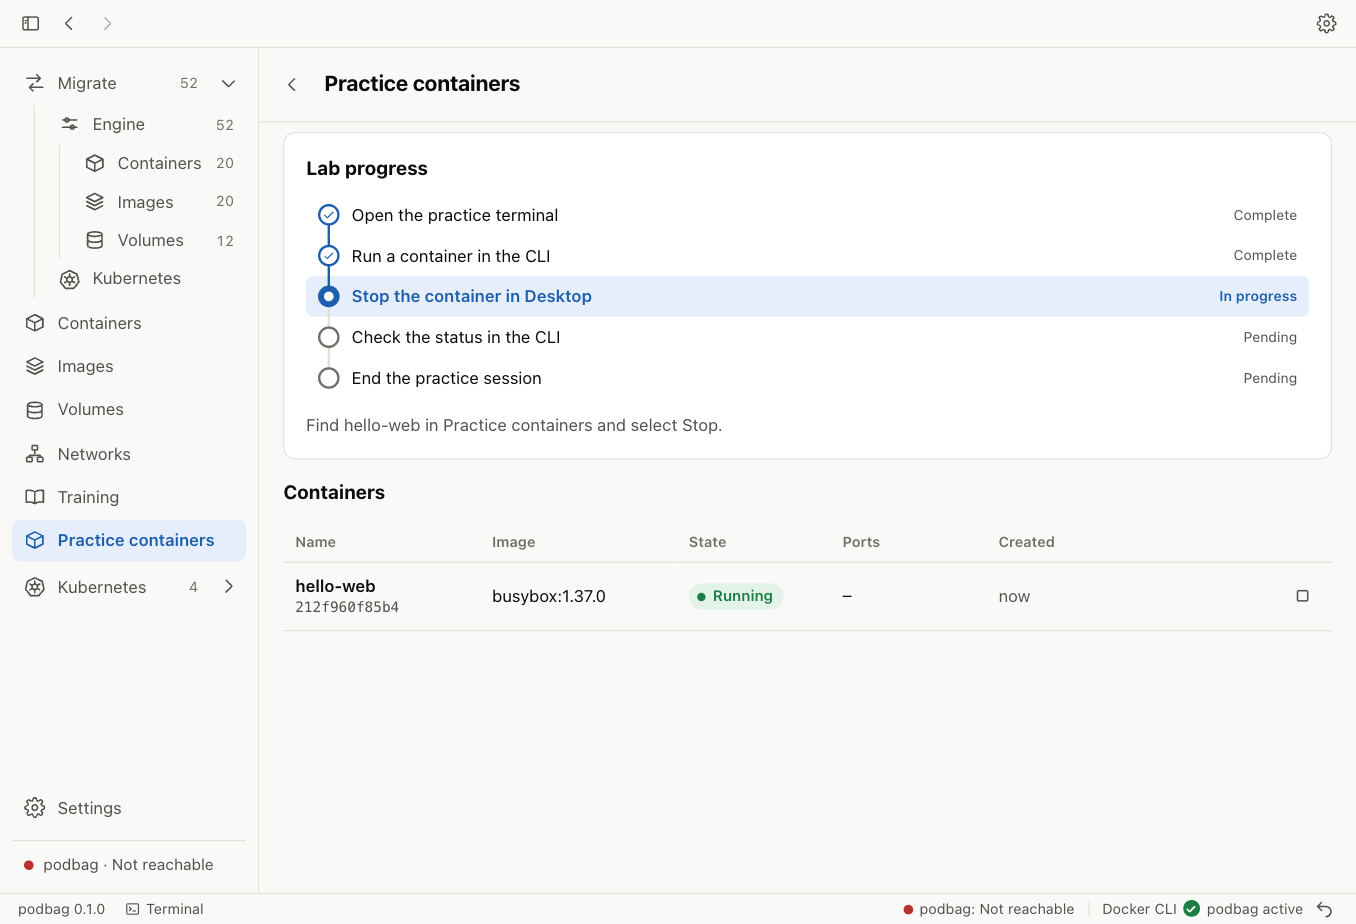 Migrate 52
Engine 52
Containers 20
Images 20
Volumes 12
Kubernetes
Containers
Images
Volumes
Networks
Training
Practice containers
Kubernetes 4
Settings
podbag · Not reachable
Practice containers
Lab progress
Open the practice terminal Complete
Run a container in the CLI Complete
Stop the container in Desktop In progress
Check the status in the CLI Pending
End the practice session Pending
Find hello-web in Practice containers and select Stop.
Containers
Name Image State Ports Created
hello-web
212f960f85b4
busybox:1.37.0 Running – now
podbag 0.1.0 Terminal podbag: Not reachable Docker CLI podbag active